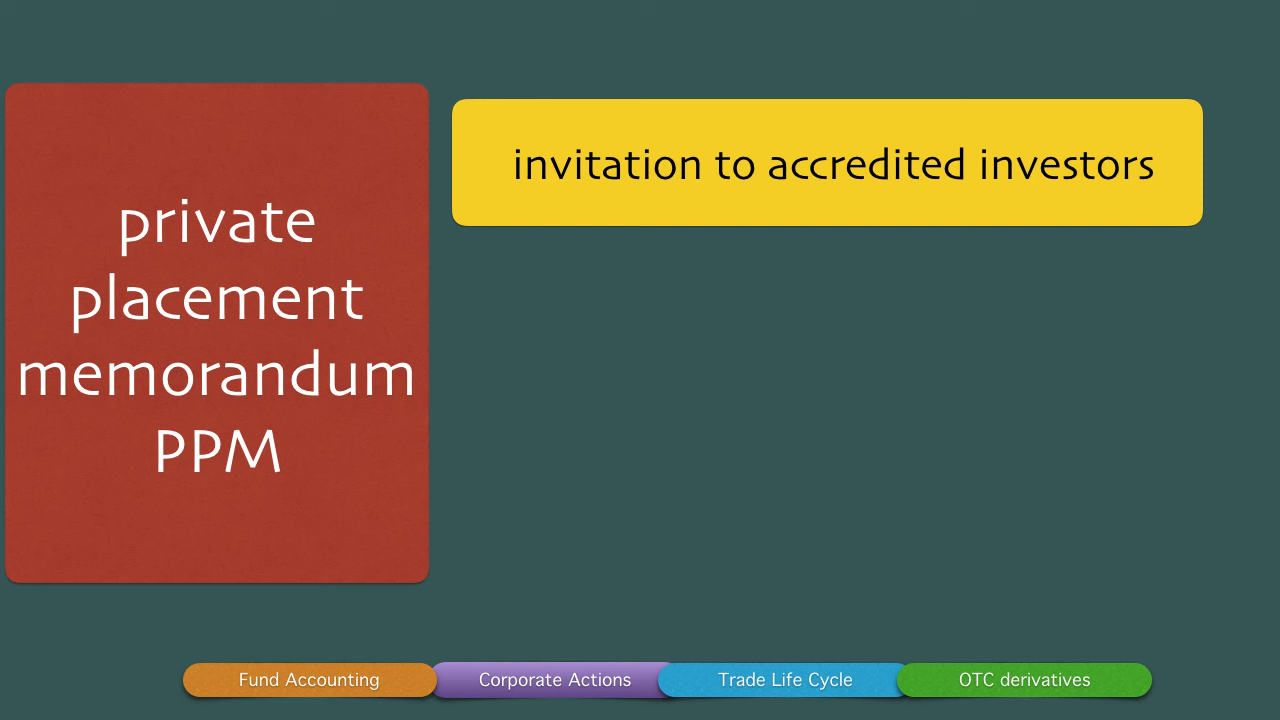 private
placement
memorandum
PPM
invitation to accredited investors
Fund Accounting
Corporate Actions
Trade Life Cycle
OTC derivatives